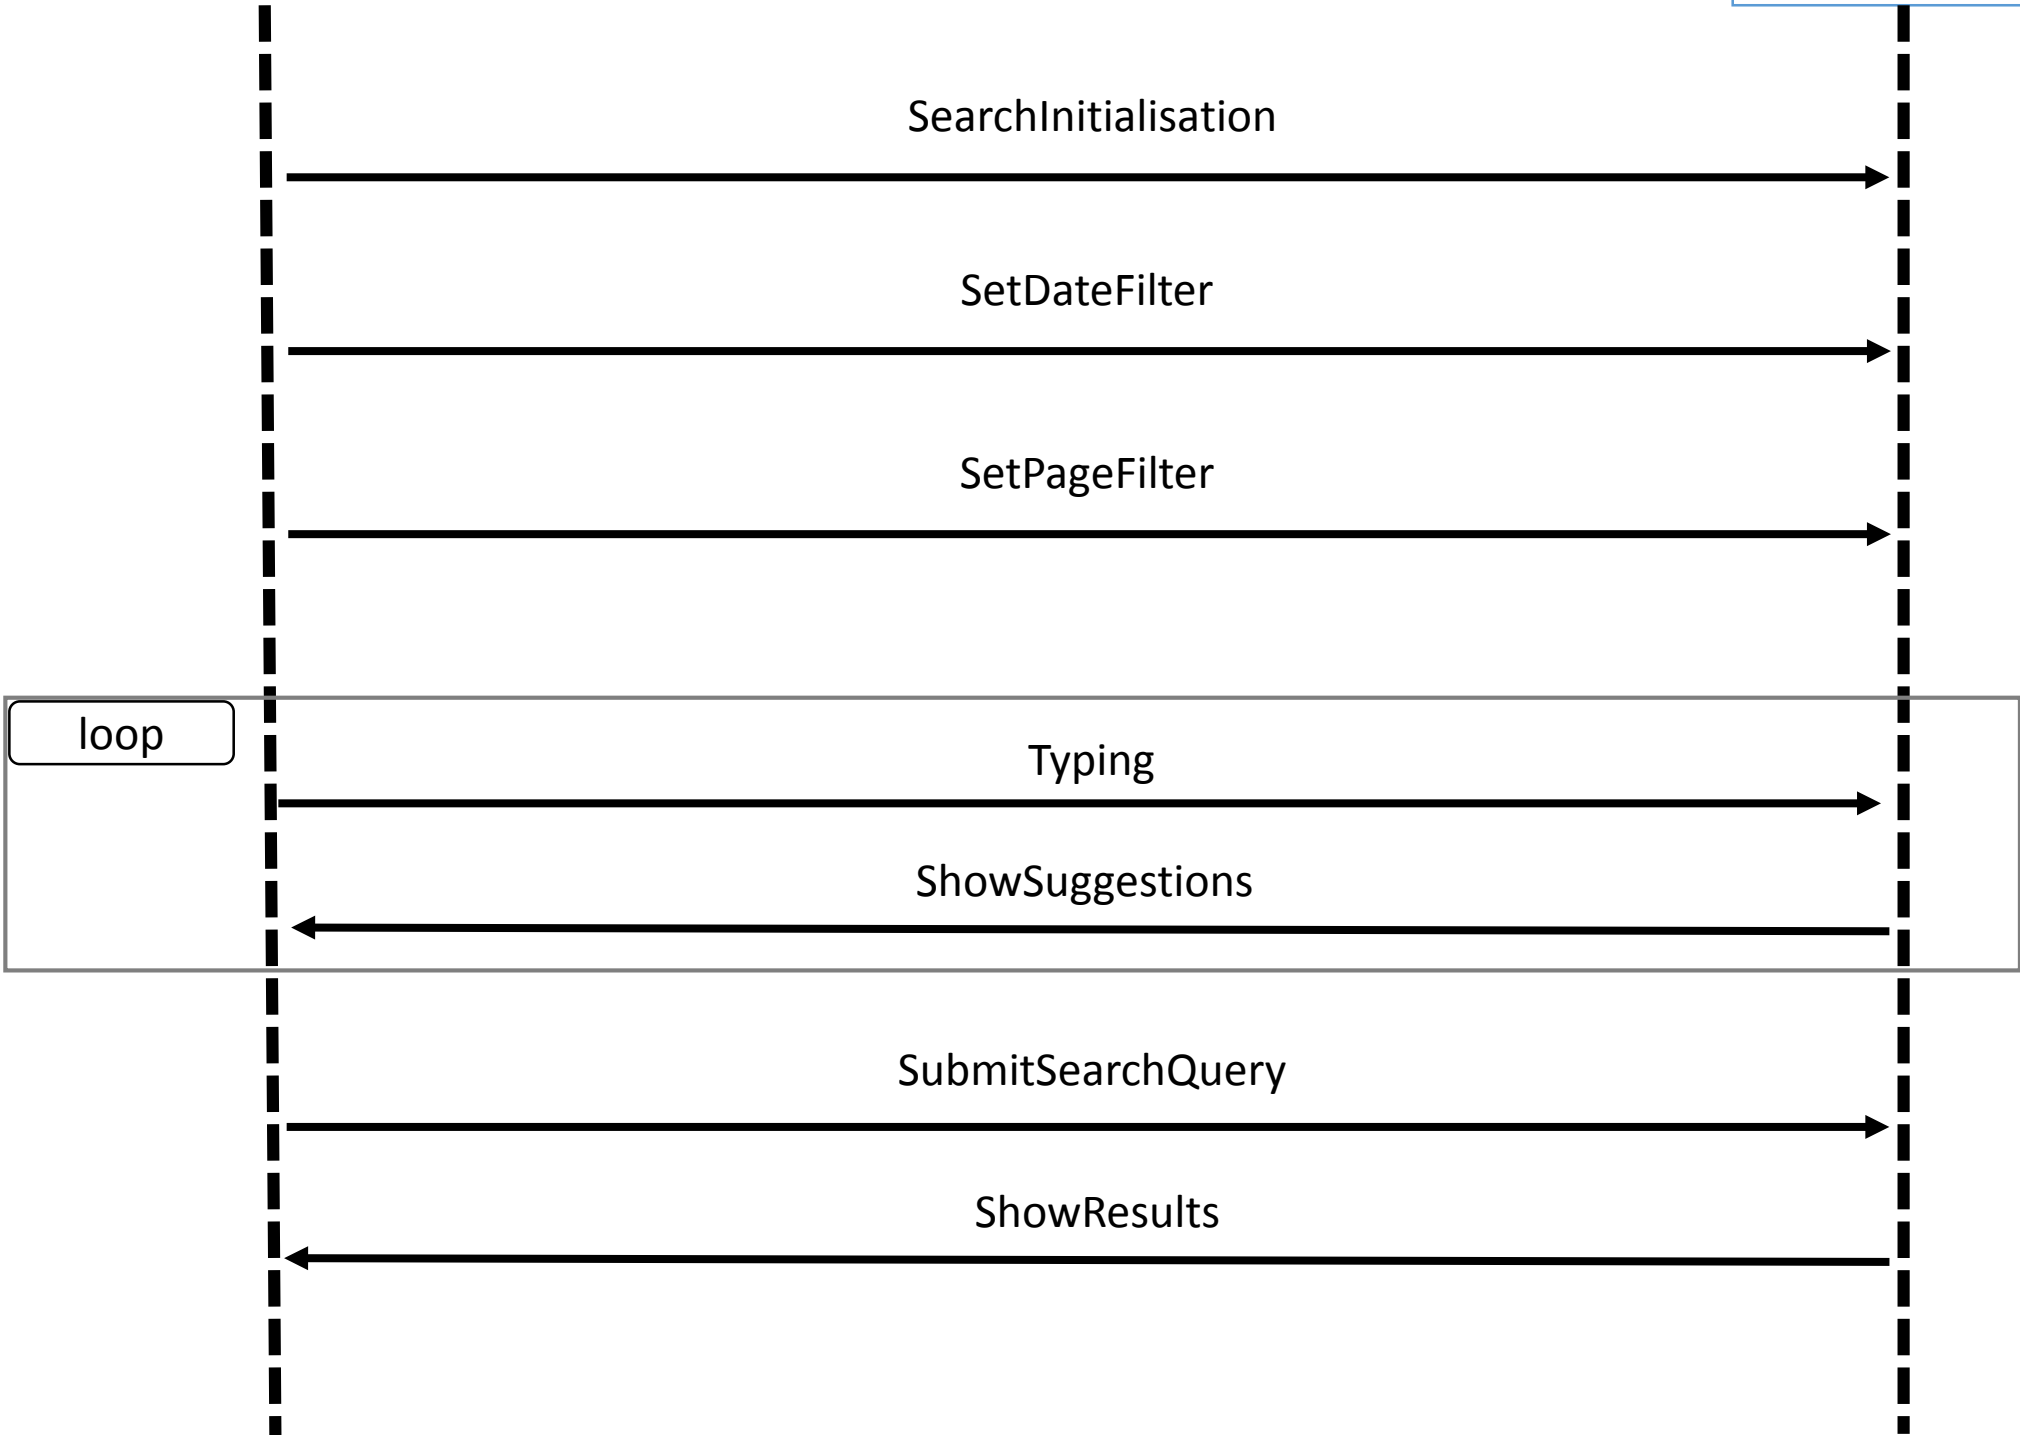 SearchInitialisation
SetDateFilter
SetPageFilter
loop
Typing
ShowSuggestions
SubmitSearchQuery
ShowResults